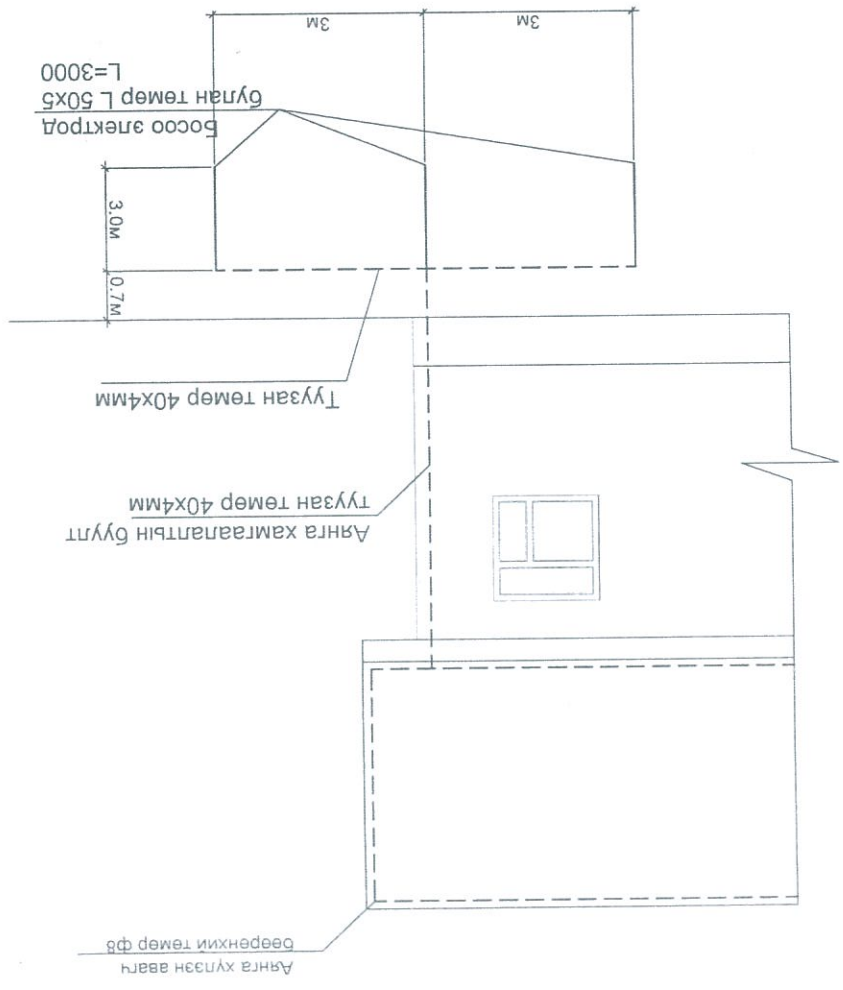 Аянга хүлээн авагч
бөөрөнхий төмөр ф8
Аянга хамгаалалтын буулт
туузан төмөр 40х4мм
Туузан төмөр 40х4мм
0.7м
3.0м
Босоо электрод
булан төмөр L 50х5
L=3000
3м
3м